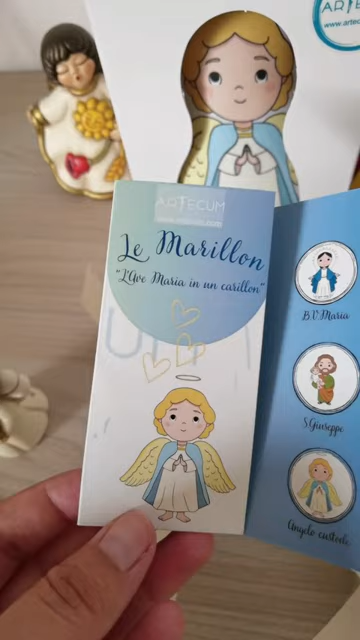 ARTECUM
Le Marillon
"L'Ave Maria in un carillon"
B.V. Maria
S. Giuseppe
Angelo custode